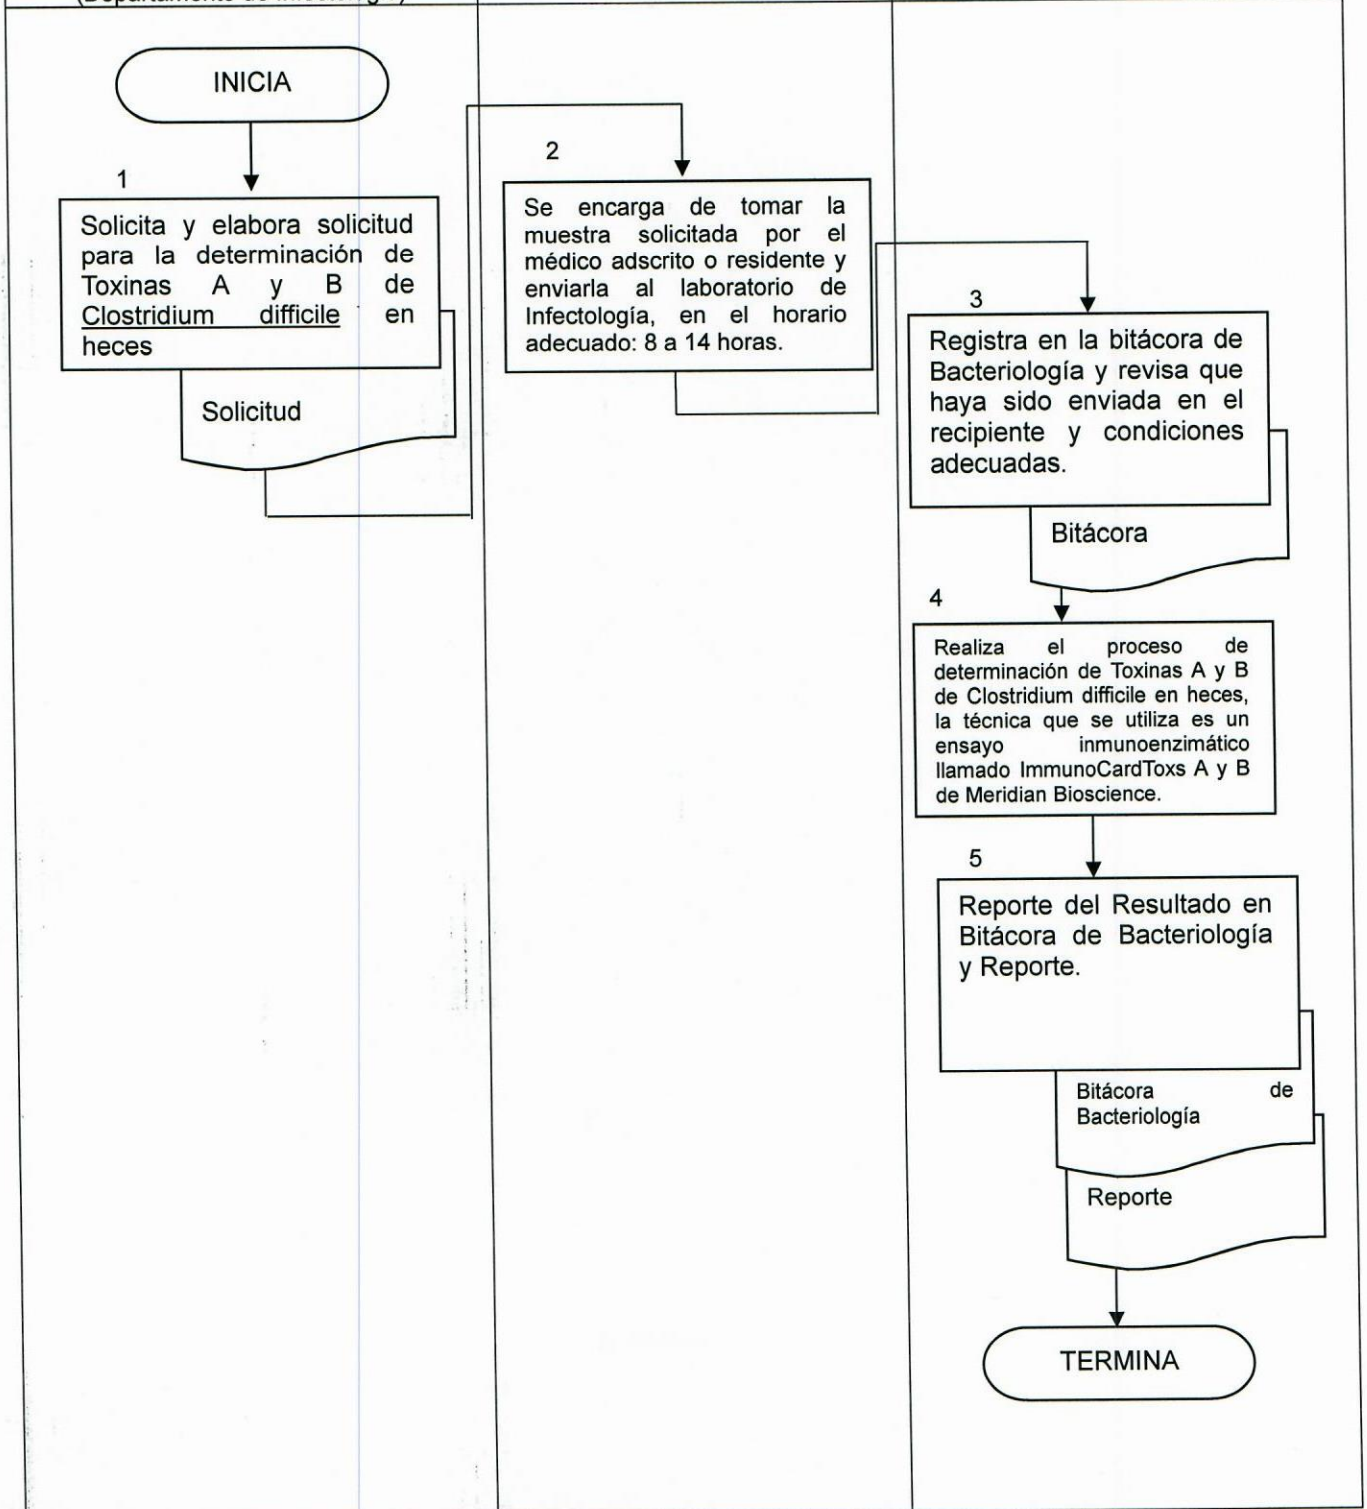 INICIA
1
Solicita y elabora solicitud
para la determinación de
Toxinas A y B de
Clostridium difficile en
heces
Solicitud
2
Se encarga de tomar la
muestra solicitada por el
médico adscrito o residente y
enviarla al laboratorio de
Infectología, en el horario
adecuado: 8 a 14 horas.
3
Registra en la bitácora de
Bacteriología y revisa que
haya sido enviada en el
recipiente y condiciones
adecuadas.
Bitácora
4
Realiza el proceso de
determinación de Toxinas A y B
de Clostridium difficile en heces,
la técnica que se utiliza es un
ensayo inmunoenzimático
llamado ImmunoCardToxs A y B
de Meridian Bioscience.
5
Reporte del Resultado en
Bitácora de Bacteriología
y Reporte.
Bitácora de
Bacteriología
Reporte
TERMINA